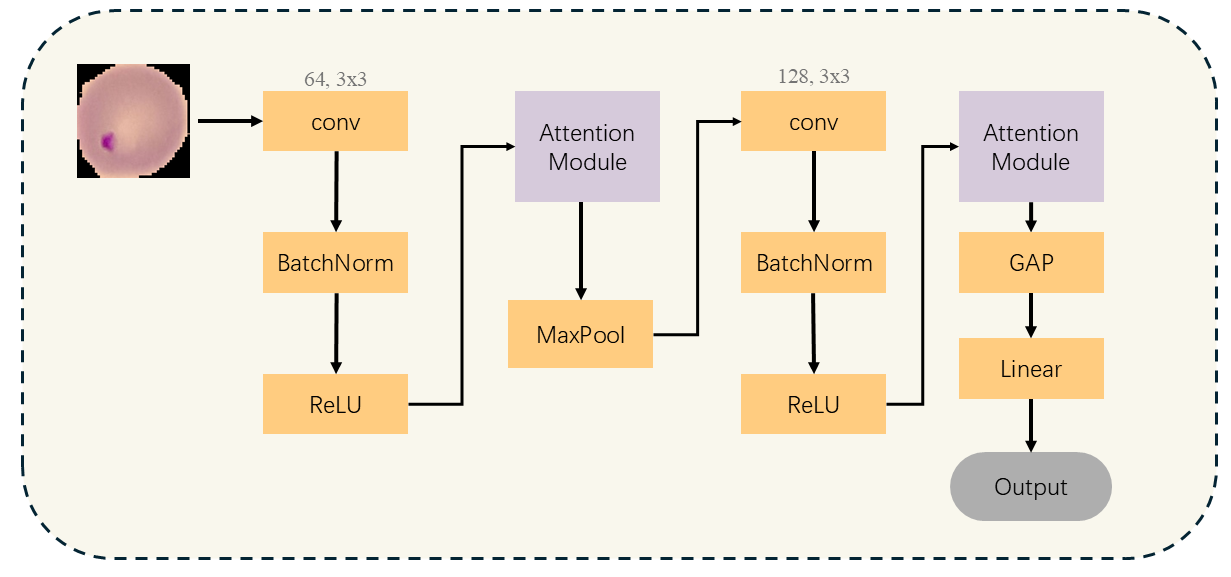 64, 3x3
conv
BatchNorm
ReLU
Attention
Module
MaxPool
128, 3x3
conv
BatchNorm
ReLU
Attention
Module
GAP
Linear
Output